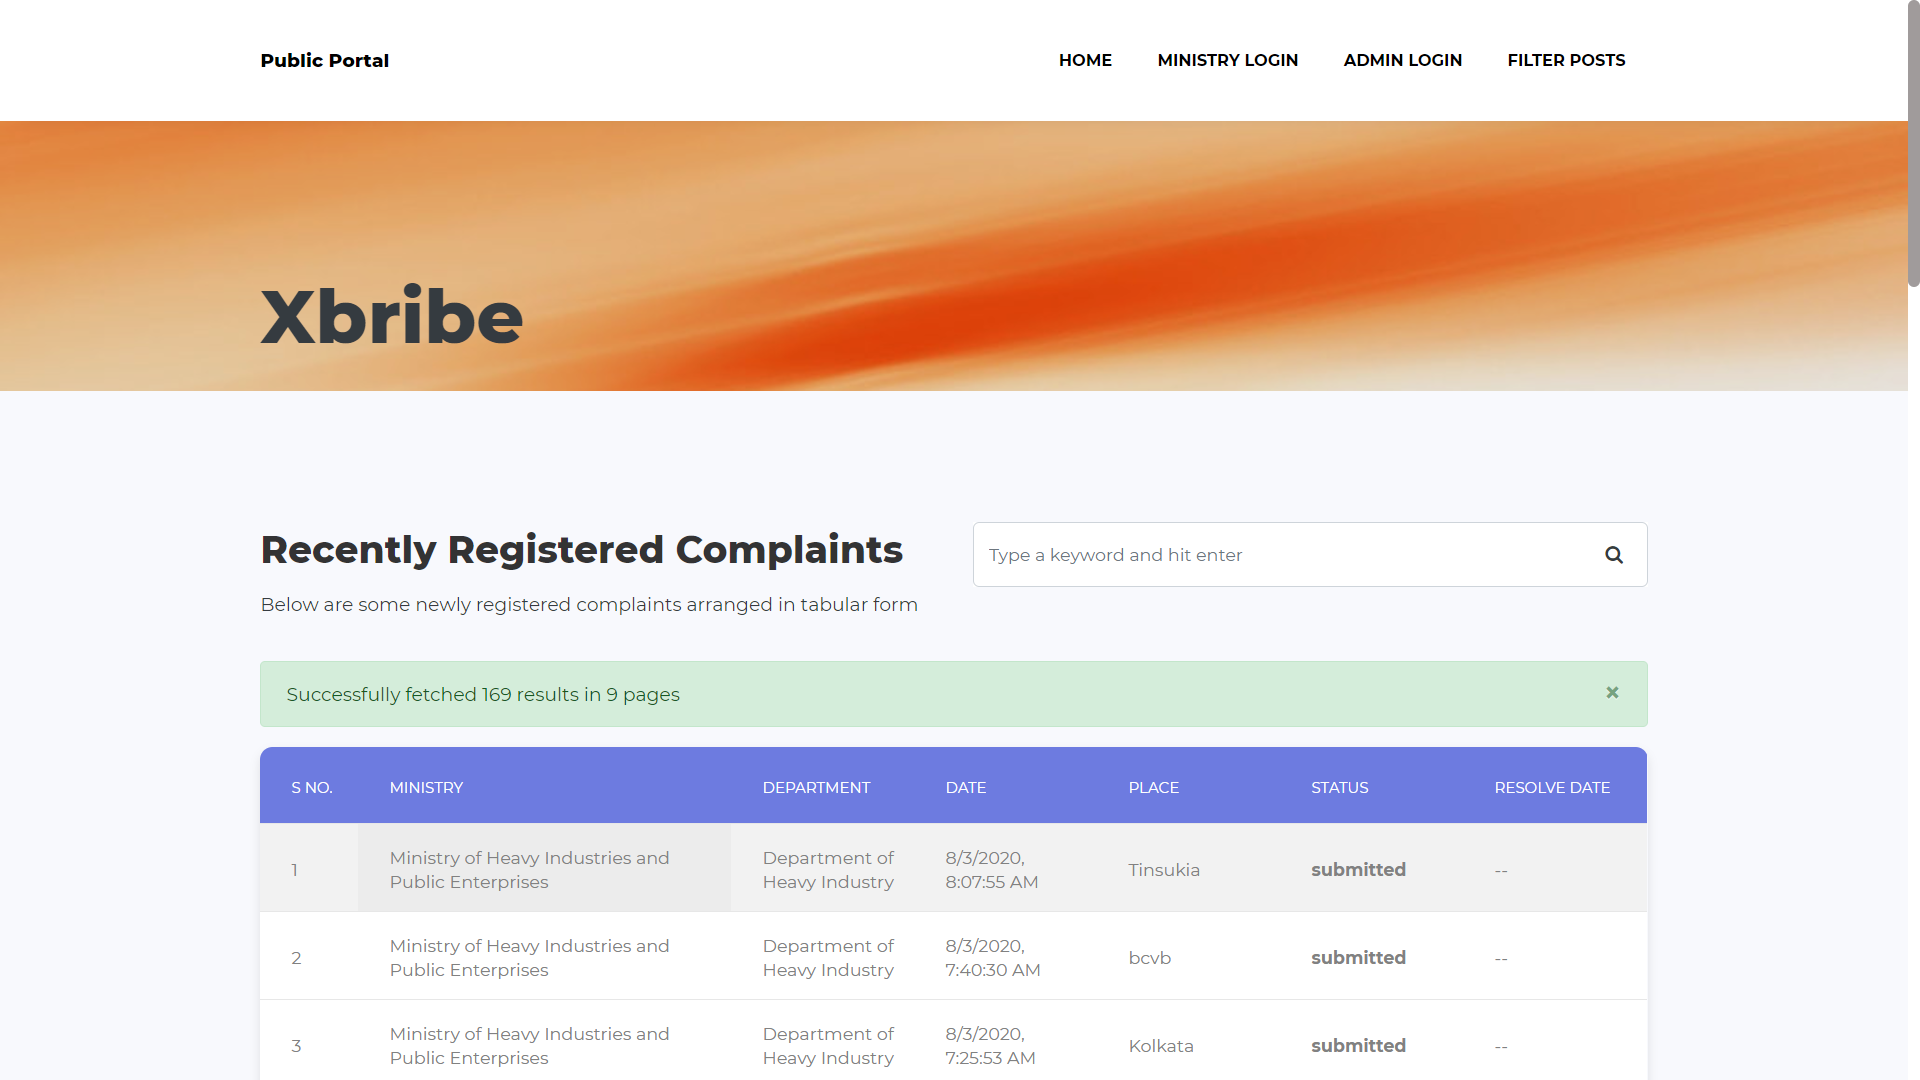 Public Portal
HOME MINISTRY LOGIN ADMIN LOGIN FILTER POSTS
Xbribe
Recently Registered Complaints
Type a keyword and hit enter
Below are some newly registered complaints arranged in tabular form
Successfully fetched 169 results in 9 pages
×
S NO. MINISTRY DEPARTMENT DATE PLACE STATUS RESOLVE DATE
1 Ministry of Heavy Industries and Public Enterprises Department of Heavy Industry 8/3/2020, 8:07:55 AM Tinsukia submitted --
2 Ministry of Heavy Industries and Public Enterprises Department of Heavy Industry 8/3/2020, 7:40:30 AM bcvb submitted --
3 Ministry of Heavy Industries and Public Enterprises Department of Heavy Industry 8/3/2020, 7:25:53 AM Kolkata submitted --